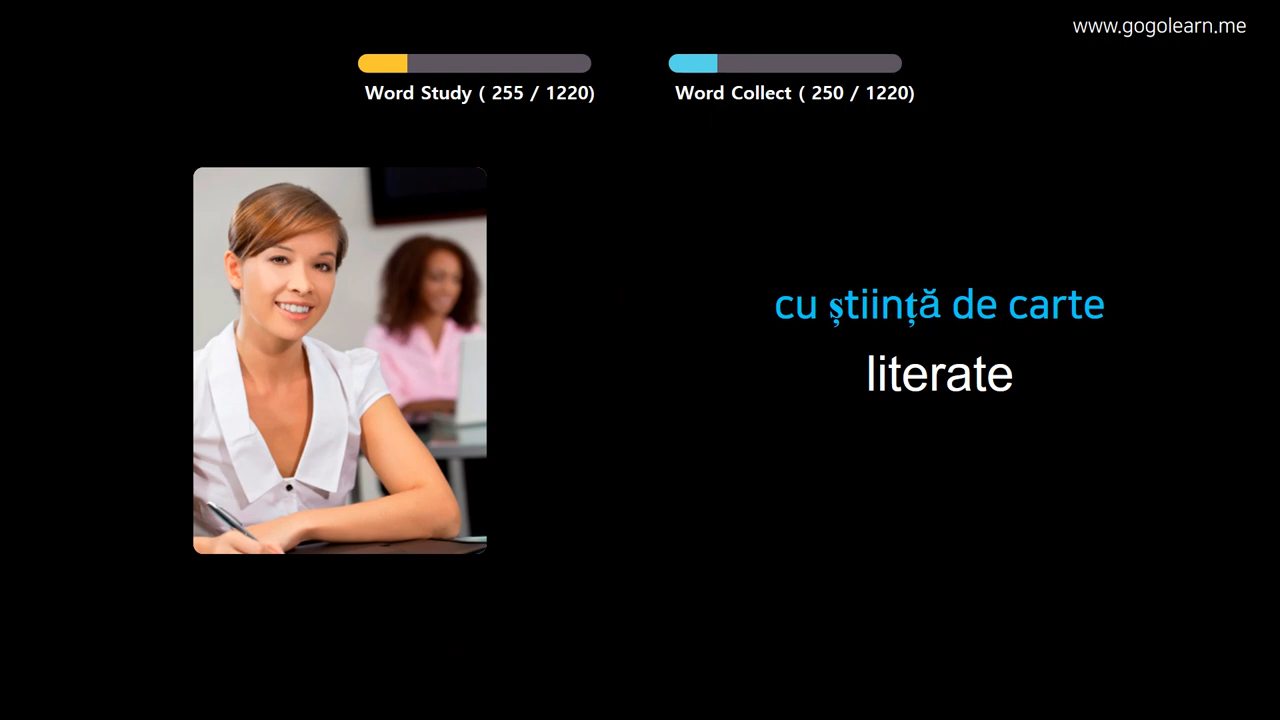 www.gogolearn.me
Word Study ( 255 / 1220)
Word Collect ( 250 / 1220)
cu știință de carte
literate